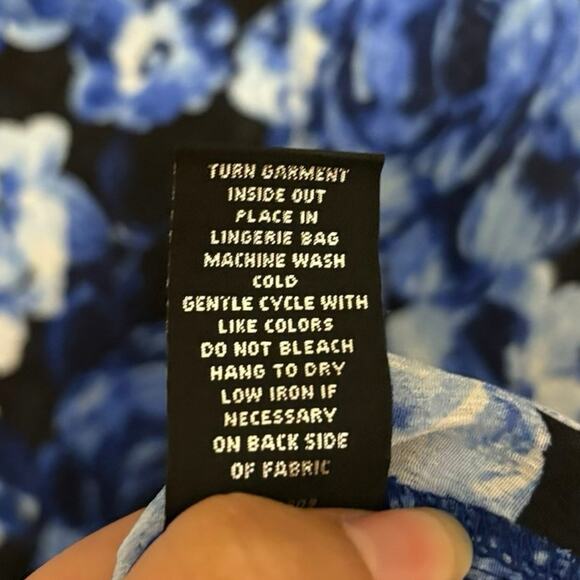 TURN GARMENT
INSIDE OUT
PLACE IN
LINGERIE BAG
MACHINE WASH
COLD
GENTLE CYCLE WITH
LIKE COLORS
DO NOT BLEACH
HANG TO DRY
LOW IRON IF
NECESSARY
ON BACK SIDE
OF FABRIC